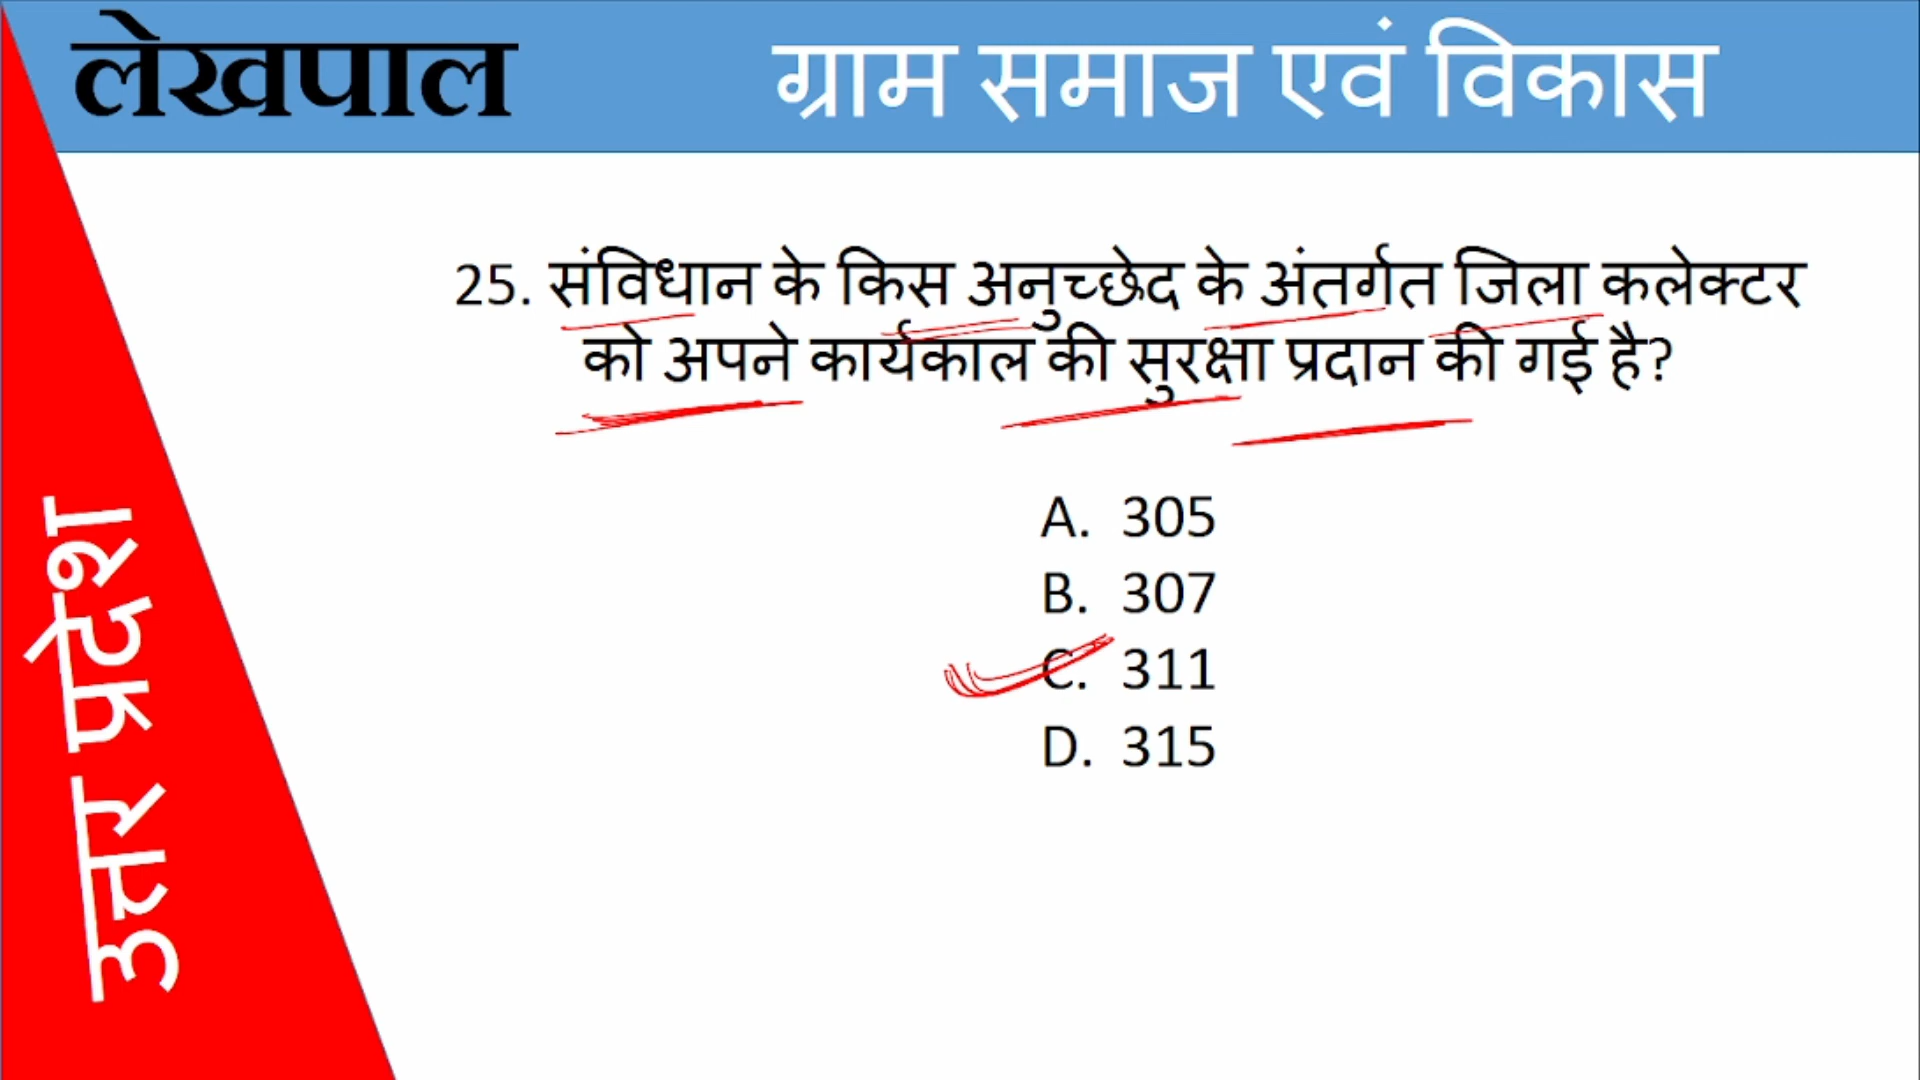 लेखपाल
ग्राम समाज एवं विकास
25. संविधान के किस अनुच्छेद के अंतर्गत जिला कलेक्टर
को अपने कार्यकाल की सुरक्षा प्रदान की गई है?
A. 305
B. 307
C. 311
D. 315
उत्तर प्रदेश